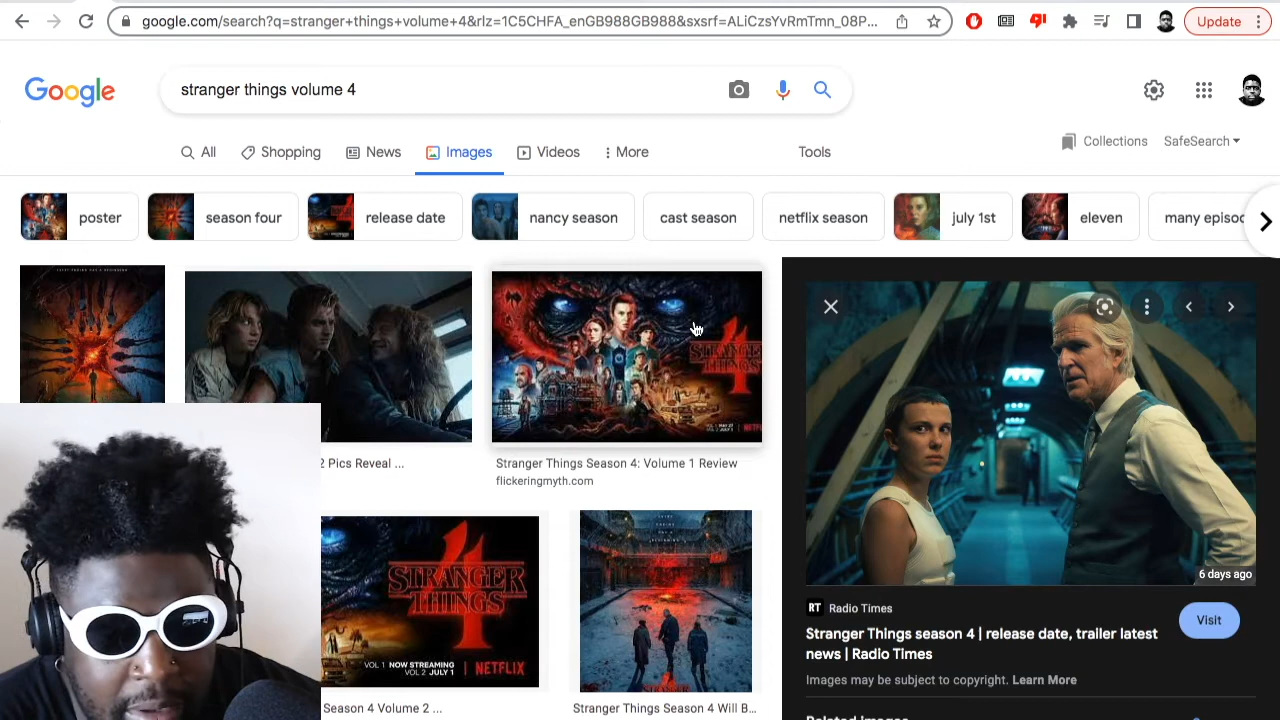 google.com/search?q=stranger+things+volume+4&rlz=1C5CHFA_enGB988GB988&sxsrf=ALiCzsYvRmTmn_08P...
Update
Google
stranger things volume 4
All
Shopping
News
Images
Videos
More
Tools
Collections
SafeSearch
poster
season four
release date
nancy season
cast season
netflix season
july 1st
eleven
many episoo
STRANGER
THINGS
4
2 Pics Reveal ...
Stranger Things Season 4: Volume 1 Review
flickeringmyth.com
STRANGER
THINGS
4
VOL 1 NOW STREAMING
VOL 2 JULY 1
NETFLIX
Season 4 Volume 2 ...
Stranger Things Season 4 Will B...
6 days ago
RT Radio Times
Visit
Stranger Things season 4 | release date, trailer latest
news | Radio Times
Images may be subject to copyright. Learn More
Related images